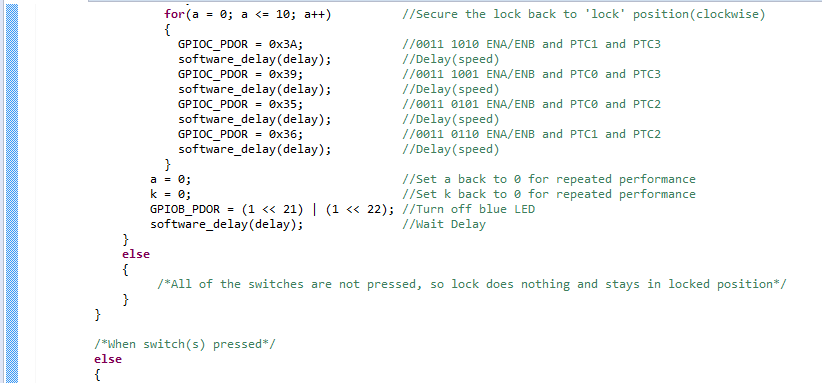 for(a = 0; a <= 10; a++) //Secure the lock back to 'lock' position(clockwise)
{
GPIOC_PDOR = 0x3A; //0011 1010 ENA/ENB and PTC1 and PTC3
software_delay(delay); //Delay(speed)
GPIOC_PDOR = 0x39; //0011 1001 ENA/ENB and PTC0 and PTC3
software_delay(delay); //Delay(speed)
GPIOC_PDOR = 0x35; //0011 0101 ENA/ENB and PTC0 and PTC2
software_delay(delay); //Delay(speed)
GPIOC_PDOR = 0x36; //0011 0110 ENA/ENB and PTC1 and PTC2
software_delay(delay); //Delay(speed)
}
a = 0; //Set a back to 0 for repeated performance
k = 0; //Set k back to 0 for repeated performance
GPIOB_PDOR = (1 << 21) | (1 << 22); //Turn off blue LED
software_delay(delay); //Wait Delay
}
else
{
/*All of the switches are not pressed, so lock does nothing and stays in locked position*/
}
}
/*When switch(s) pressed*/
else
{